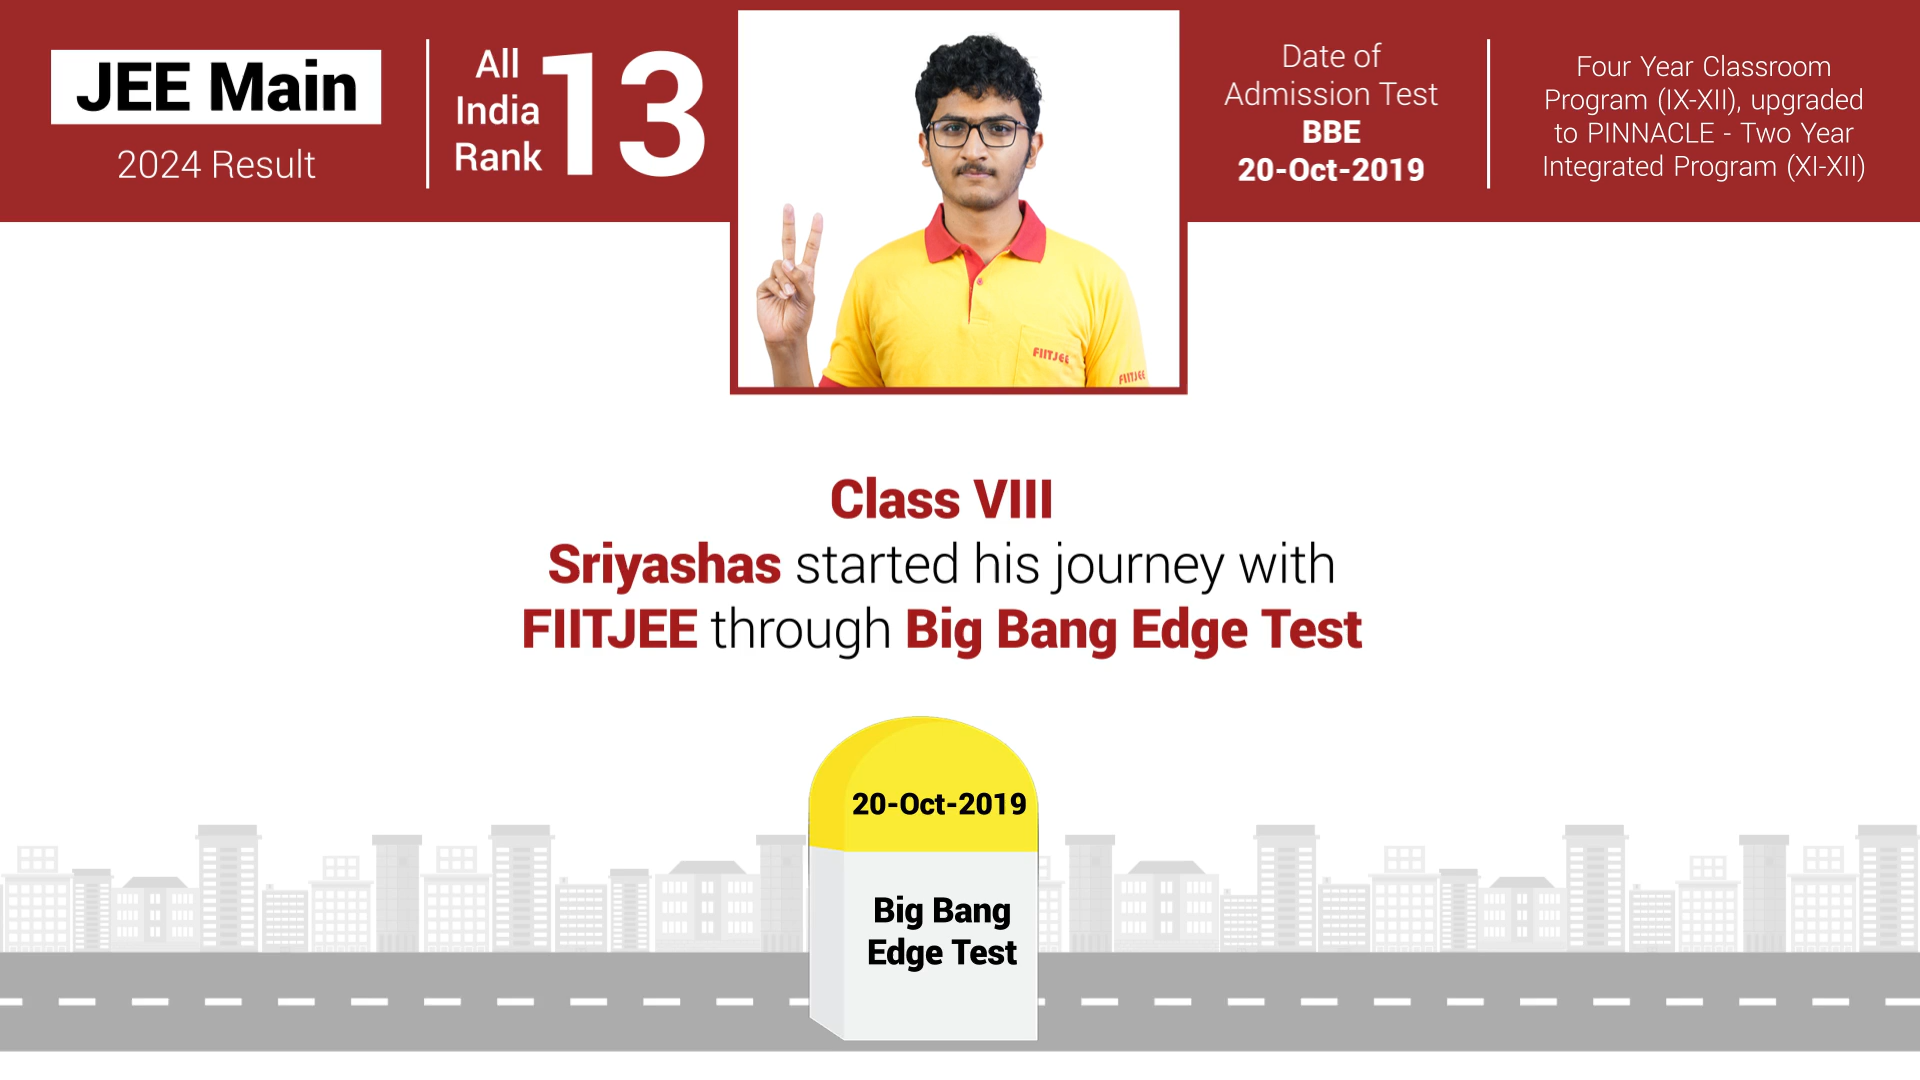 JEE Main
2024 Result
All
India
Rank
13
FIITJEE
FIITJEE
Date of
Admission Test
BBE
20-Oct-2019
Four Year Classroom
Program (IX-XII), upgraded
to PINNACLE - Two Year
Integrated Program (XI-XII)
Class VIII
Sriyashas started his journey with
FIITJEE through Big Bang Edge Test
20-Oct-2019
Big Bang
Edge Test